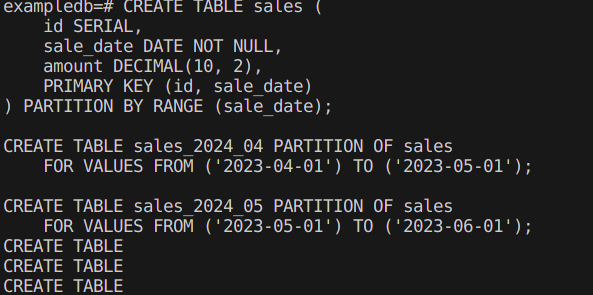 exampledb=# CREATE TABLE sales (
    id SERIAL,
    sale_date DATE NOT NULL,
    amount DECIMAL(10, 2),
    PRIMARY KEY (id, sale_date)
) PARTITION BY RANGE (sale_date);

CREATE TABLE sales_2024_04 PARTITION OF sales
    FOR VALUES FROM ('2023-04-01') TO ('2023-05-01');

CREATE TABLE sales_2024_05 PARTITION OF sales
    FOR VALUES FROM ('2023-05-01') TO ('2023-06-01');
CREATE TABLE
CREATE TABLE
CREATE TABLE